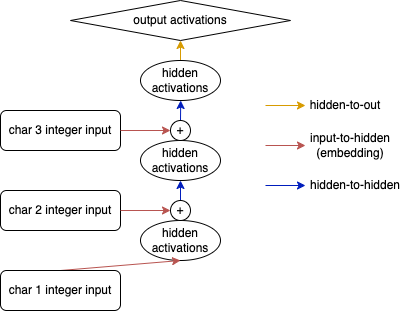 output activations
hidden
activations
hidden-to-out
char 3 integer input
+
input-to-hidden
(embedding)
hidden
activations
hidden-to-hidden
char 2 integer input
+
hidden
activations
char 1 integer input